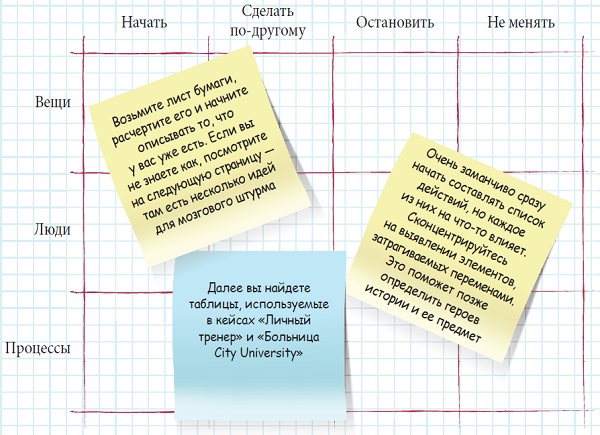 Начать
Сделать
по-другому
Остановить
Не менять
Вещи
Люди
Процессы
Возьмите лист бумаги,
расчертите его и начните
описывать то, что
у вас уже есть. Если вы
не знаете как, посмотрите
на следующую страницу —
там есть несколько идей
для мозгового штурма
Очень заманчиво сразу
начать составлять список
действий, но каждое
из них на что-то влияет.
Сконцентрируйтесь
на выявлении элементов,
затрагиваемых переменами.
Это поможет позже
определить героев
истории и ее предмет
Далее вы найдете
таблицы, используемые
в кейсах «Личный
тренер» и «Больница
City University»